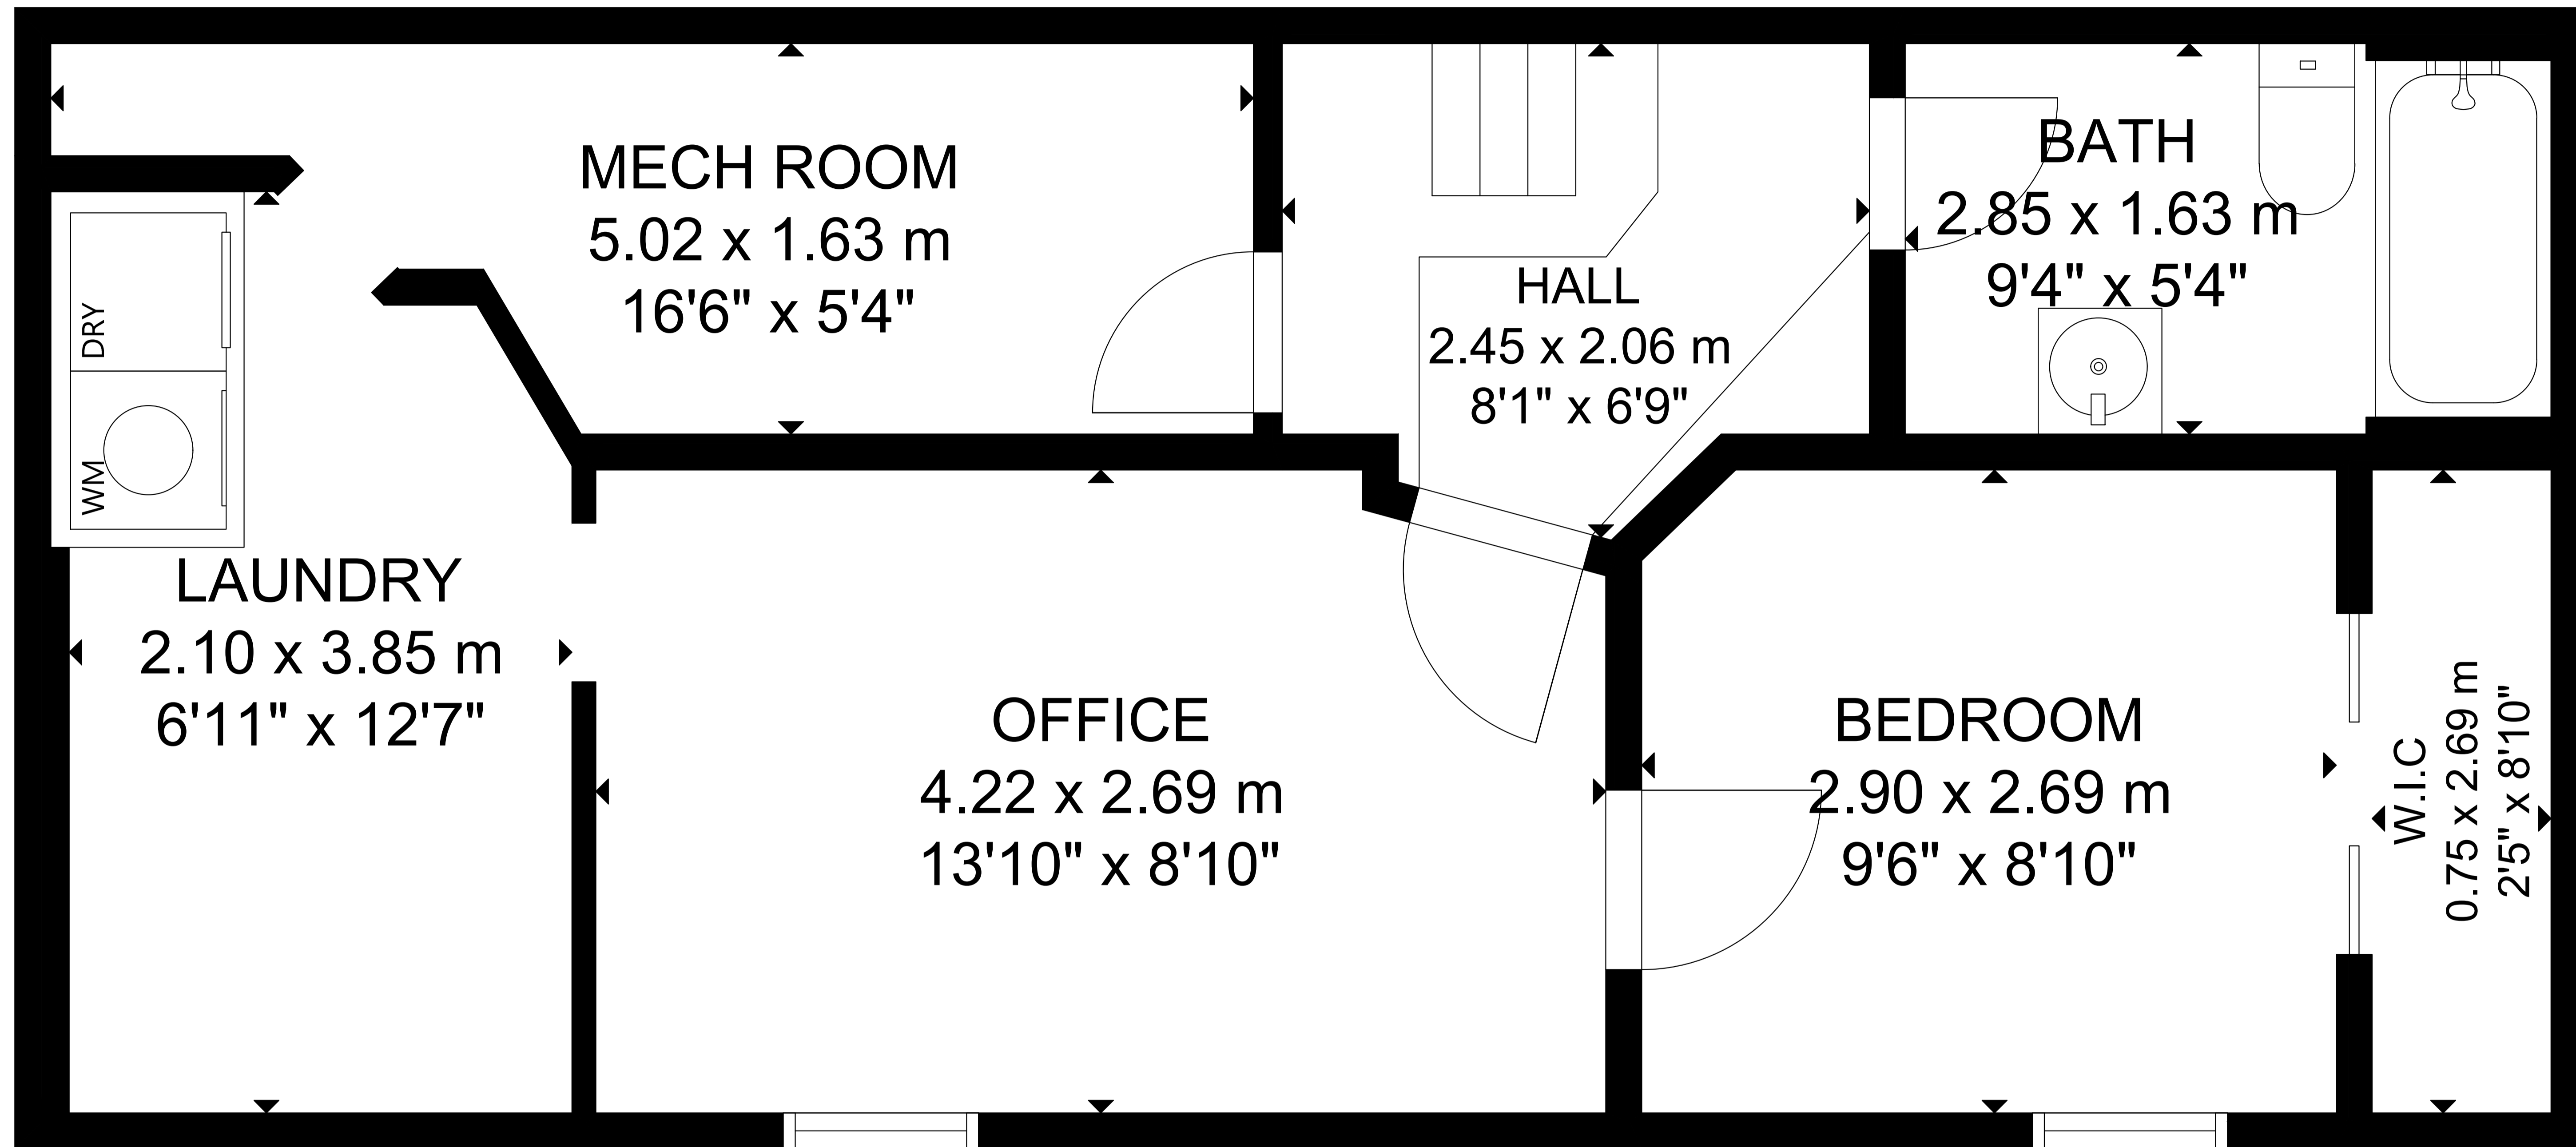 MECH ROOM
5.02 x 1.63 m
16'6" x 5'4"
HALL
2.45 x 2.06 m
8'1" x 6'9"
BATH
2.85 x 1.63 m
9'4" x 5'4"
DRY
WM
LAUNDRY
2.10 x 3.85 m
6'11" x 12'7"
OFFICE
4.22 x 2.69 m
13'10" x 8'10"
BEDROOM
2.90 x 2.69 m
9'6" x 8'10"
W.I.C
0.75 x 2.69 m
2'5" x 8'10"